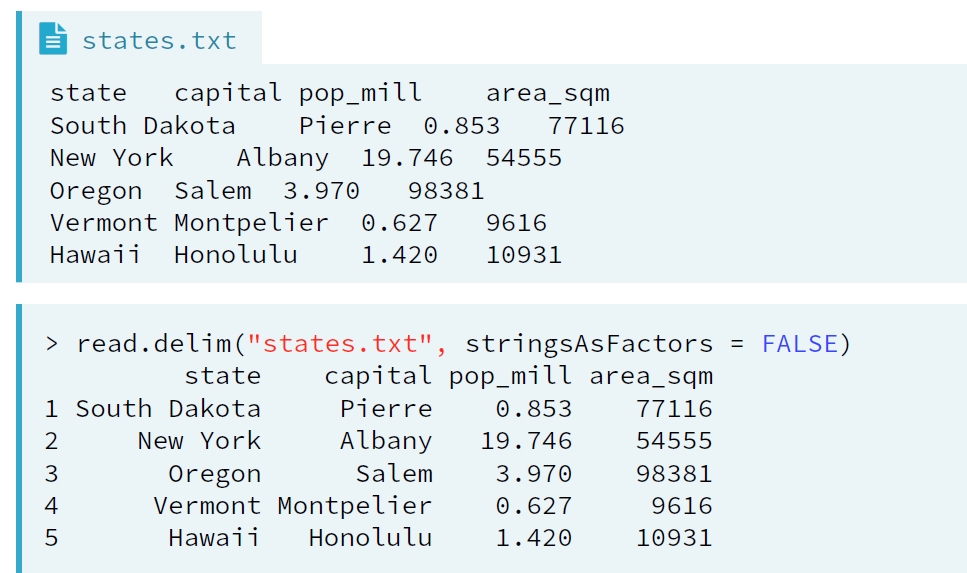 states.txt
state   capital pop_mill    area_sqm
South Dakota    Pierre  0.853   77116
New York    Albany  19.746  54555
Oregon  Salem  3.970   98381
Vermont Montpelier  0.627   9616
Hawaii  Honolulu    1.420   10931
> read.delim("states.txt", stringsAsFactors = FALSE)
         state    capital pop_mill area_sqm
1 South Dakota     Pierre    0.853    77116
2     New York     Albany   19.746    54555
3       Oregon      Salem    3.970    98381
4      Vermont Montpelier    0.627     9616
5       Hawaii   Honolulu    1.420    10931